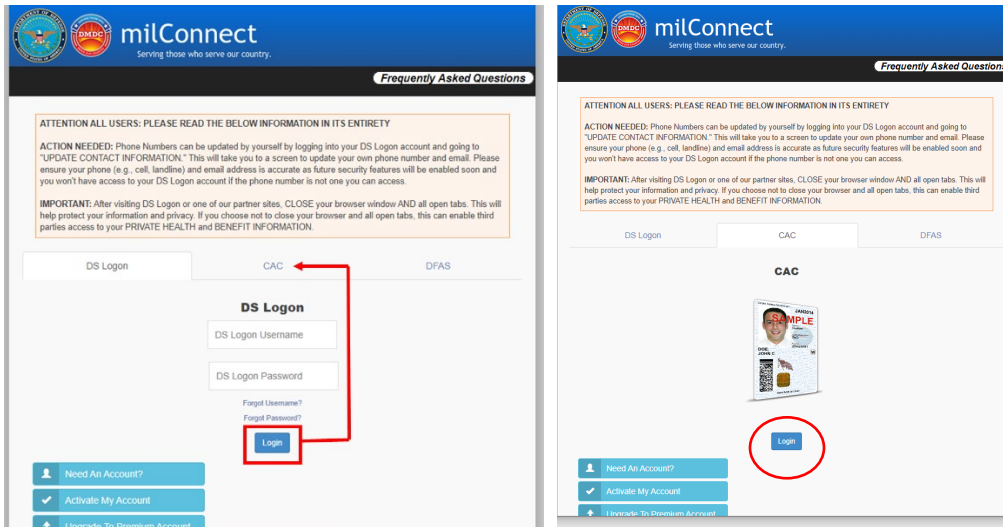 milConnect
Serving those who serve our country.
Frequently Asked Questions
ATTENTION ALL USERS: PLEASE READ THE BELOW INFORMATION IN ITS ENTIRETY
ACTION NEEDED: Phone Numbers can be updated by yourself by logging into your DS Logon account and going to
"UPDATE CONTACT INFORMATION." This will take you to a screen to update your own phone number and email. Please
ensure your phone (e.g., cell, landline) and email address is accurate as future security features will be enabled soon and
you won't have access to your DS Logon account if the phone number is not one you can access.
IMPORTANT: After visiting DS Logon or one of our partner sites, CLOSE your browser window AND all open tabs. This will
help protect your information and privacy. If you choose not to close your browser and all open tabs, this can enable third
parties access to your PRIVATE HEALTH and BENEFIT INFORMATION.
DS Logon CAC DFAS
DS Logon
DS Logon Username
DS Logon Password
Forgot Username?
Forgot Password?
Login
Need An Account?
Activate My Account
Upgrade To Premium Account
milConnect
Serving those who serve our country.
Frequently Asked Questions
ATTENTION ALL USERS: PLEASE READ THE BELOW INFORMATION IN ITS ENTIRETY
ACTION NEEDED: Phone Numbers can be updated by yourself by logging into your DS Logon account and going to
"UPDATE CONTACT INFORMATION." This will take you to a screen to update your own phone number and email. Please
ensure your phone (e.g., cell, landline) and email address is accurate as future security features will be enabled soon and
you won't have access to your DS Logon account if the phone number is not one you can access.
IMPORTANT: After visiting DS Logon or one of our partner sites, CLOSE your browser window AND all open tabs. This will
help protect your information and privacy. If you choose not to close your browser and all open tabs, this can enable third
parties access to your PRIVATE HEALTH and BENEFIT INFORMATION.
DS Logon CAC DFAS
CAC
JAN2014
SAMPLE
DOE,
JOHN C
Login
Need An Account?
Activate My Account
Upgrade To Premium Account